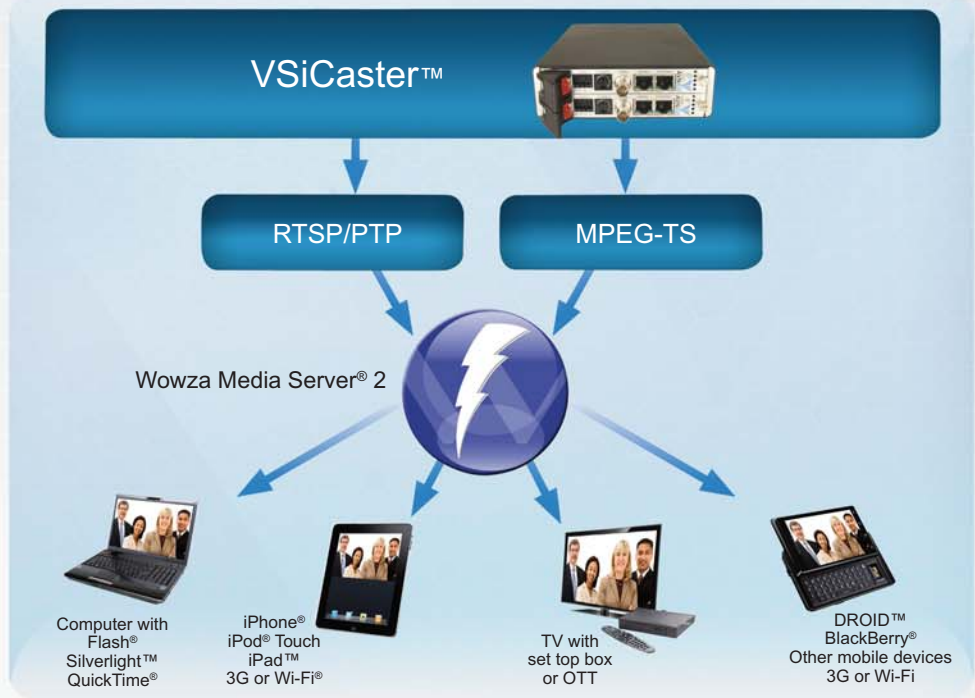 VSiCaster™
RTSP/PTP
MPEG-TS
Wowza Media Server® 2
Computer with
Flash®
Silverlight™
QuickTime®
iPhone®
iPod® Touch
iPad™
3G or Wi-Fi®
TV with
set top box
or OTT
DROID™
BlackBerry®
Other mobile devices
3G or Wi-Fi